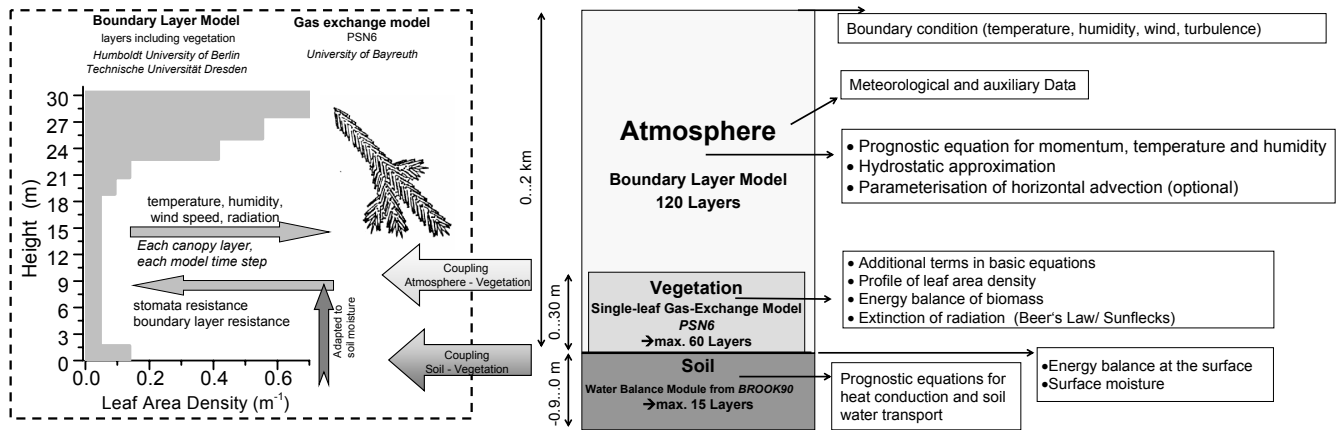 Boundary Layer Model
layers including vegetation
Humboldt University of Berlin
Technische Universität Dresden
Gas exchange model
PSN6
University of Bayreuth
Height (m)
30
27
24
21
18
15
12
9
6
3
0
0.0 0.2 0.4 0.6
Leaf Area Density (m⁻¹)
temperature, humidity,
wind speed, radiation
Each canopy layer,
each model time step
stomata resistance
boundary layer resistance
Adapted to
soil moisture
Coupling
Atmosphere - Vegetation
Coupling
Soil - Vegetation
0...2 km
0...30 m
-0.9...0 m
Atmosphere
Boundary Layer Model
120 Layers
Vegetation
Single-leaf Gas-Exchange Model
PSN6
→max. 60 Layers
Soil
Water Balance Module from BROOK90
→max. 15 Layers
Boundary condition (temperature, humidity, wind, turbulence)
Meteorological and auxiliary Data
• Prognostic equation for momentum, temperature and humidity
• Hydrostatic approximation
• Parameterisation of horizontal advection (optional)
• Additional terms in basic equations
• Profile of leaf area density
• Energy balance of biomass
• Extinction of radiation (Beer's Law/ Sunflecks)
•Energy balance at the surface
•Surface moisture
Prognostic equations for
heat conduction and soil
water transport